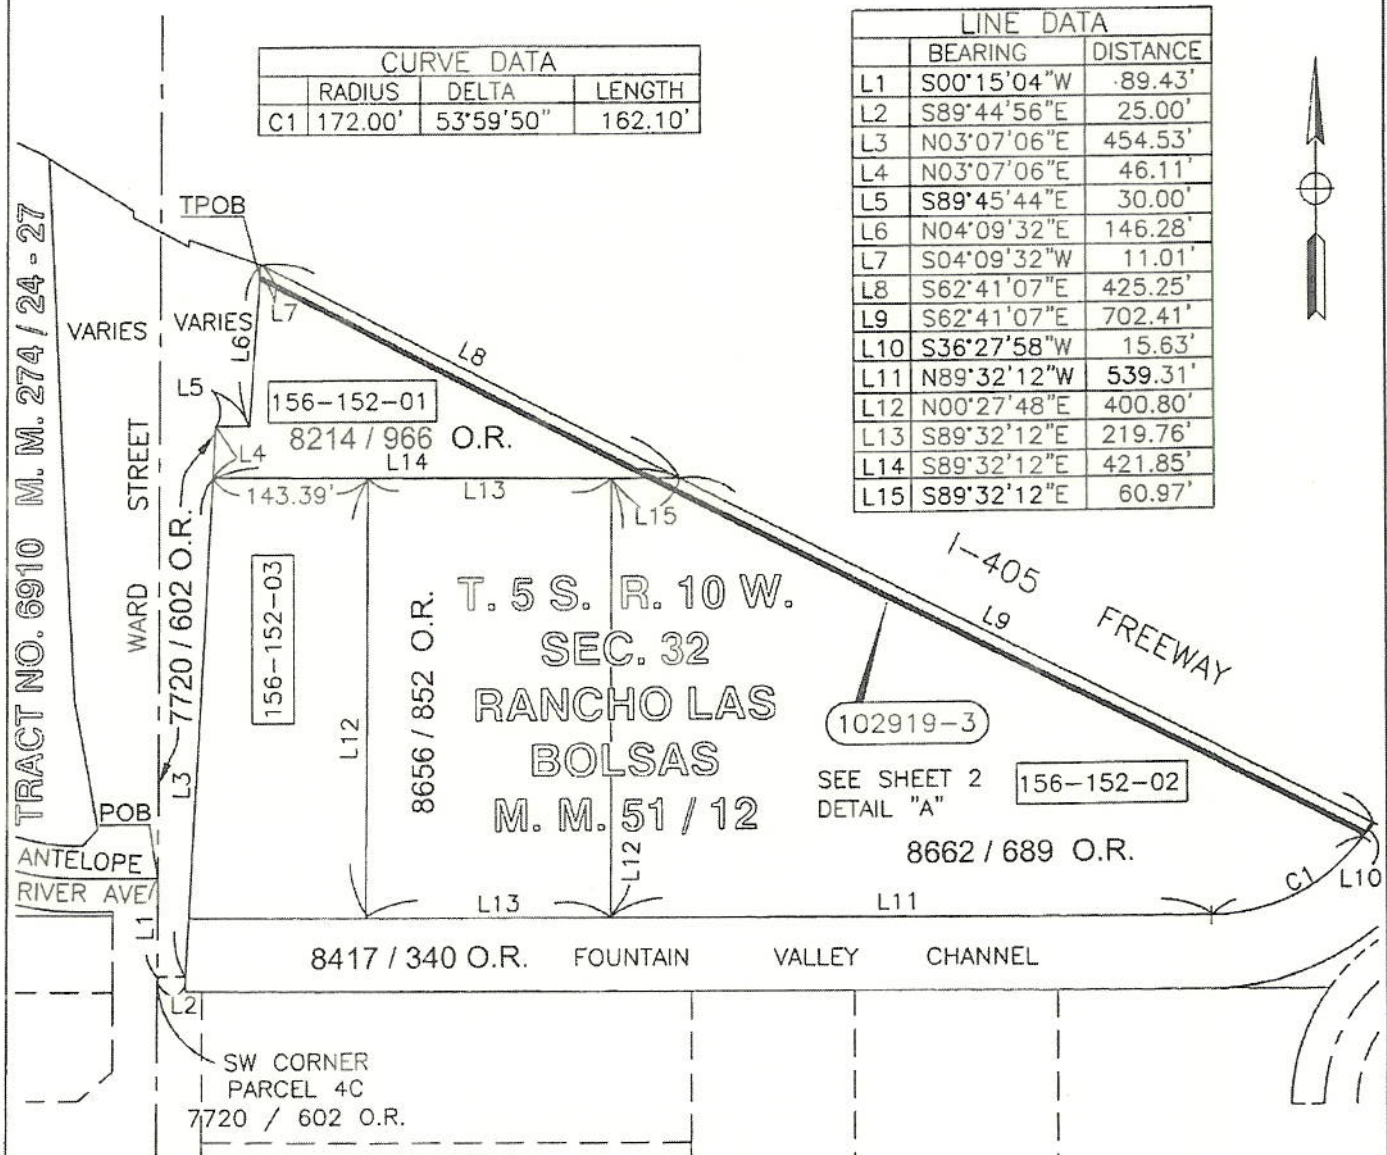 CURVE DATA
RADIUS DELTA LENGTH
C1 172.00' 53°59'50" 162.10'
LINE DATA
BEARING DISTANCE
L1 S00°15'04"W 89.43'
L2 S89°44'56"E 25.00'
L3 N03°07'06"E 454.53'
L4 N03°07'06"E 46.11'
L5 S89°45'44"E 30.00'
L6 N04°09'32"E 146.28'
L7 S04°09'32"W 11.01'
L8 S62°41'07"E 425.25'
L9 S62°41'07"E 702.41'
L10 S36°27'58"W 15.63'
L11 N89°32'12"W 539.31'
L12 N00°27'48"E 400.80'
L13 S89°32'12"E 219.76'
L14 S89°32'12"E 421.85'
L15 S89°32'12"E 60.97'
TPOB
TRACT NO. 6910 M. M. 274 / 24 - 27
VARIES
VARIES
L6
L7
L8
L5
156-152-01
8214 / 966 O.R.
L4
L14
143.39'
L13
L15
WARD STREET
7720 / 602 O.R.
L3
156-152-03
L12
8656 / 852 O.R.
T. 5 S. R. 10 W.
SEC. 32
RANCHO LAS
BOLSAS
M. M. 51 / 12
L12
I-405 FREEWAY
L9
102919-3
SEE SHEET 2
DETAIL "A"
156-152-02
8662 / 689 O.R.
POB
ANTELOPE
RIVER AVE
L1
L13
L11
C1
L10
8417 / 340 O.R. FOUNTAIN VALLEY CHANNEL
L2
SW CORNER
PARCEL 4C
7720 / 602 O.R.